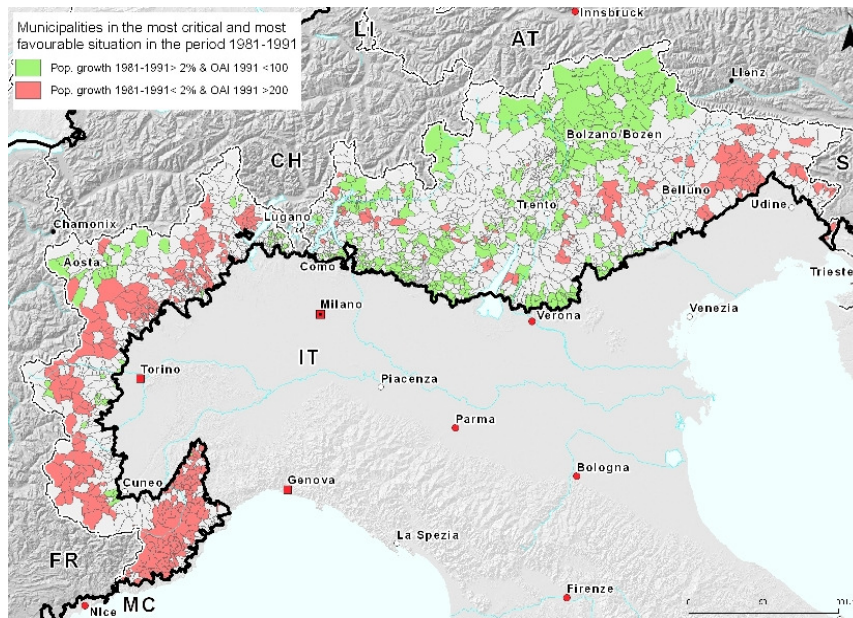 Municipalities in the most critical and most
favourable situation in the period 1981-1991
Pop. growth 1981-1991> 2% & OAI 1991 <100
Pop. growth 1981-1991< 2% & OAI 1991 >200
Innsbruck
LI
AT
Lienz
Bolzano/Bozen
CH
Trento
Belluno
S
Lugano
Udine
Chamonix
Aosta
Como
Trieste
Milano
Verona
Venezia
IT
Torino
Piacenza
Parma
Bologna
Cuneo
Genova
La Spezia
FR
Firenze
MC
Nice